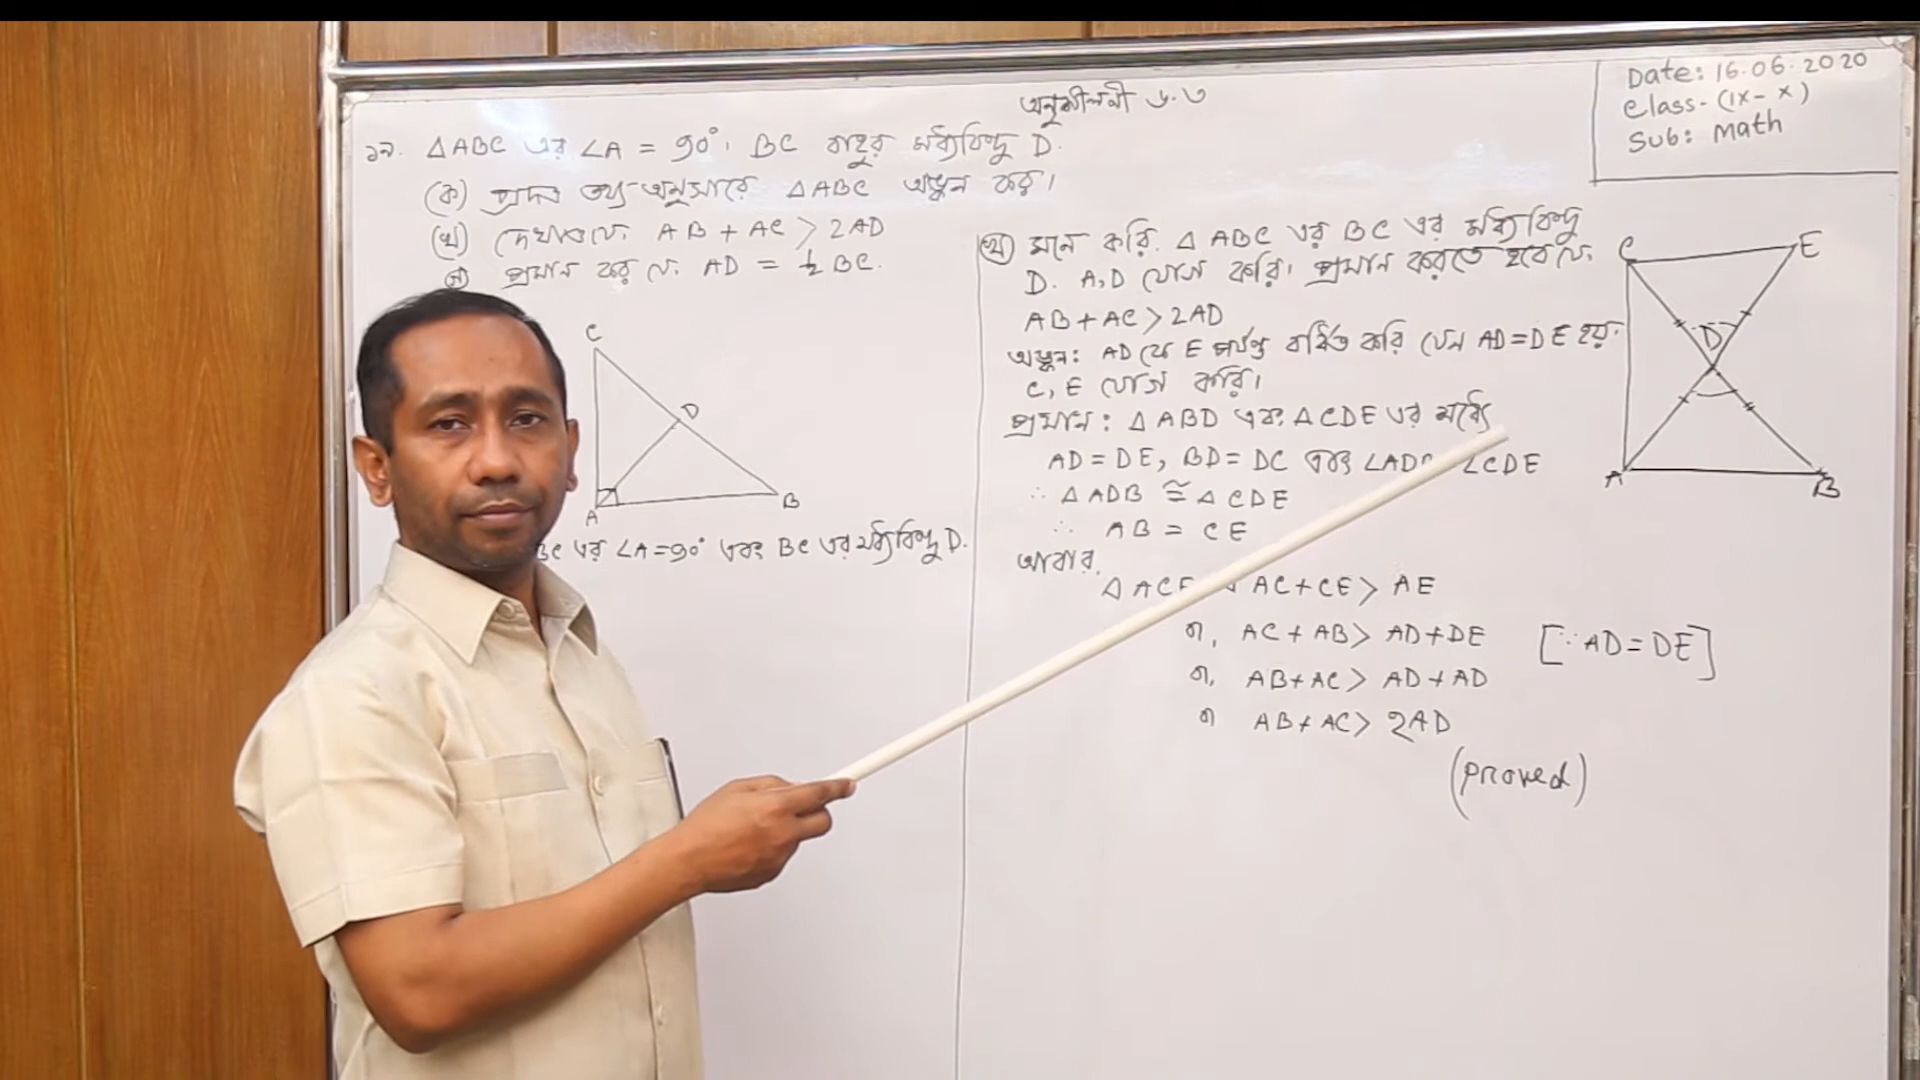 অনুশীলনী ৬.৩
Date: 16.06.2020
Class- (IX-X)
Sub: Math
১৯. △ABC এর ∠A = 90°। BC বাহুর মধ্যবিন্দু D.
(ক) প্রদত্ত তথ্য অনুসারে △ABC অঙ্কন কর।
(খ) দেখাও যে, AB + AC > 2AD
(গ) প্রমান কর যে, AD = ½ BC.
C
D
A
B
BC এর ∠A=90° এবং BC এর মধ্যবিন্দু D.
(খ) মনে করি, △ ABC এর BC এর মধ্যবিন্দু
D. A,D যোগ করি। প্রমান করতে হবে যে,
AB+AC>2AD
অঙ্কন: AD কে E পর্যন্ত বর্ধিত করি যেন AD=DE হয়.
C, E যোগ করি।
প্রমান: △ ABD এবং △ CDE এর মধ্যে
AD = DE, BD = DC এবং ∠ADB ∠CDE
∴ △ ADB ≅ △ CDE
∴ AB = CE
আবার,
△ ACE AC+CE > AE
বা, AC + AB > AD+DE [∵ AD=DE]
বা, AB+AC > AD+AD
বা AB+AC > 2AD
(Proved)
C
E
D
A
B